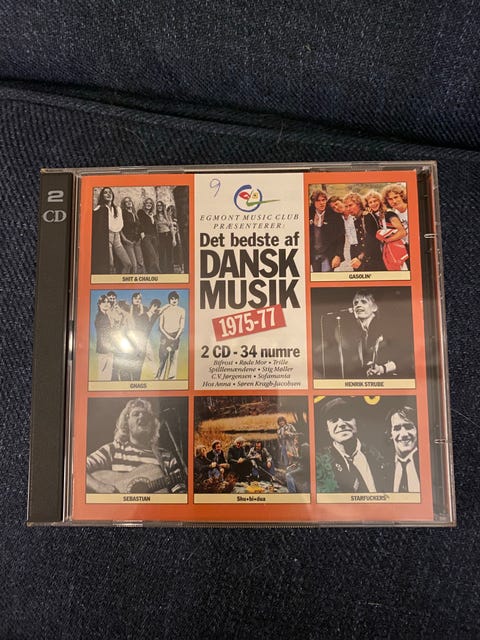 2
CD
9
EGMONT MUSIC CLUB
PRÆSENTERER:
Det bedste af
DANSK
MUSIK
1975-77
2 CD - 34 numre
Bifrost • Røde Mor • Trille
Spillemændene • Stig Møller
C.V. Jørgensen • Sofamania
Hos Anna • Søren Kragh-Jacobsen
SHIT & CHALOU
GASOLIN'
GNAGS
HENRIK STRUBE
SEBASTIAN
Shu•bi•dua
STARFUCKERS